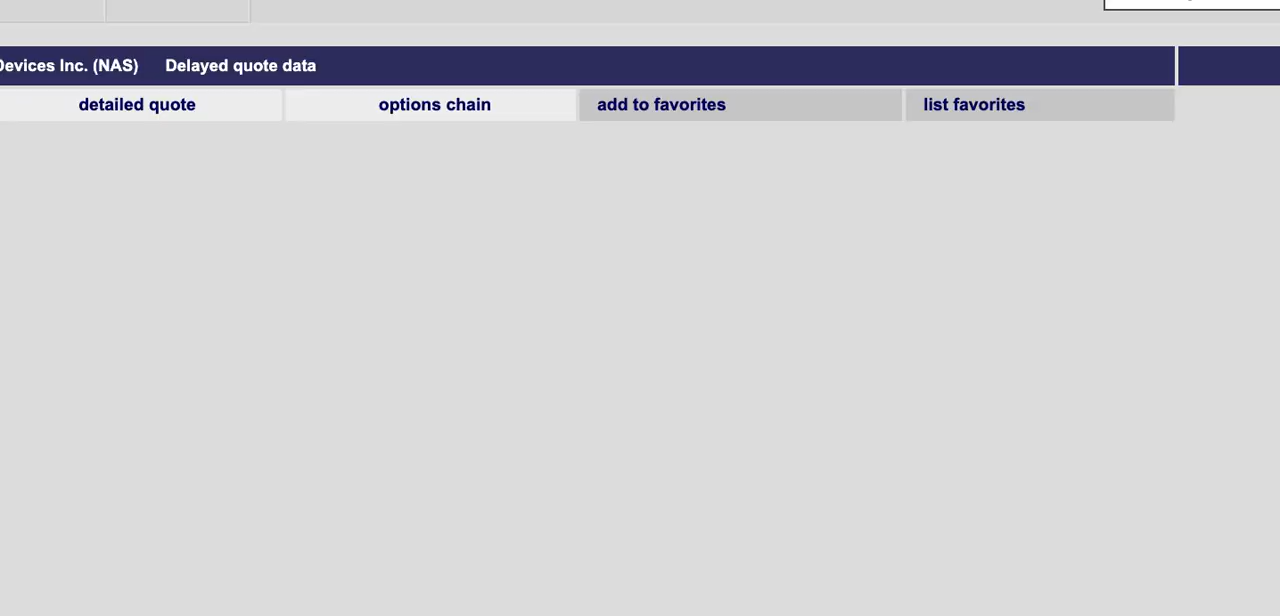 Devices Inc. (NAS) Delayed quote data
detailed quote options chain add to favorites list favorites